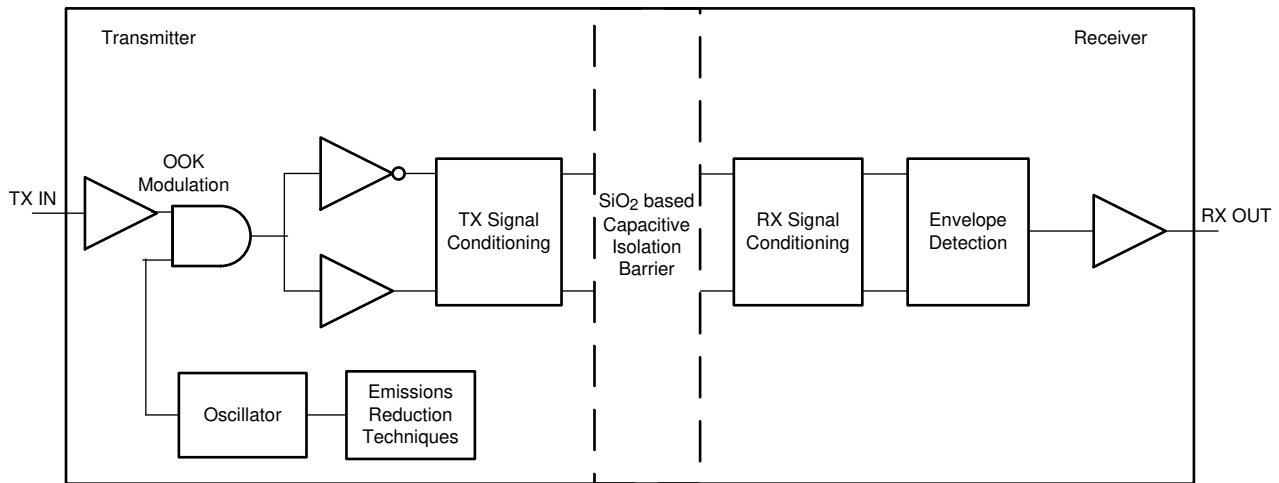 Transmitter
Receiver
OOK
Modulation
TX IN
TX Signal
Conditioning
SiO2 based
Capacitive
Isolation
Barrier
RX Signal
Conditioning
Envelope
Detection
RX OUT
Oscillator
Emissions
Reduction
Techniques